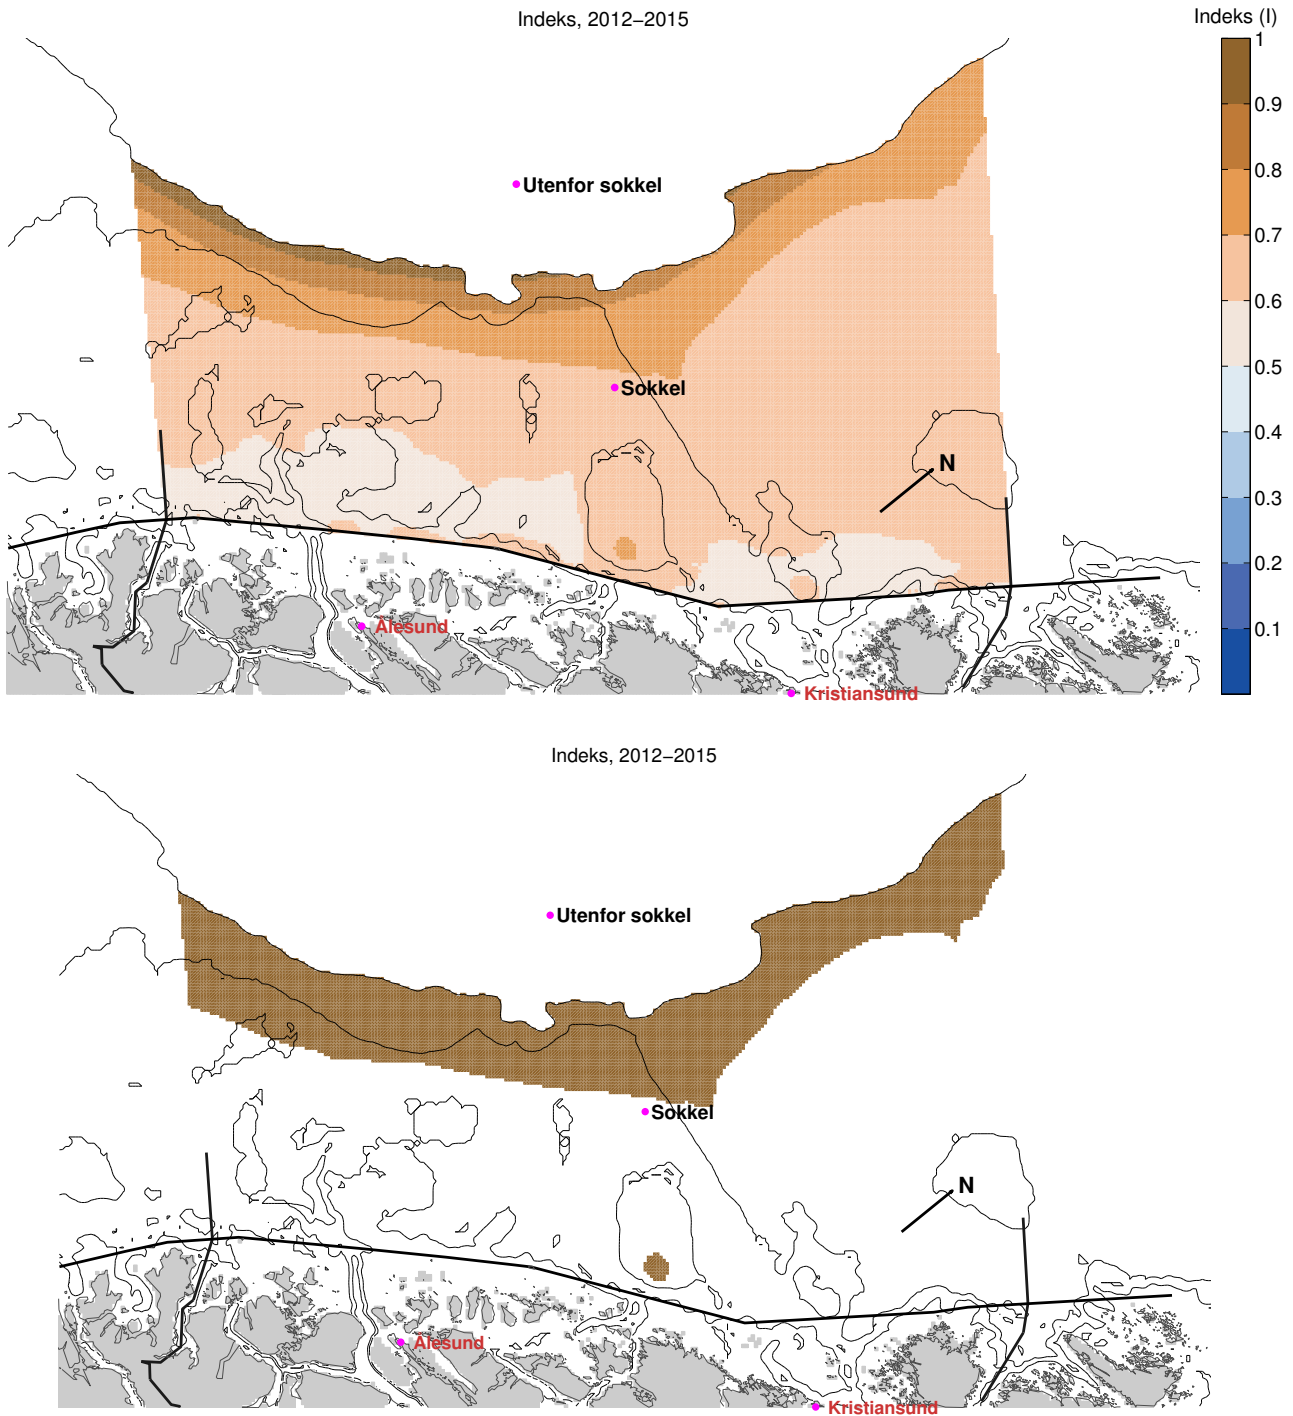 Indeks, 2012–2015
Indeks (I)
1
0.9
0.8
0.7
0.6
0.5
0.4
0.3
0.2
0.1
Utenfor sokkel
Sokkel
N
Ålesund
Kristiansund
Indeks, 2012–2015
Utenfor sokkel
Sokkel
N
Ålesund
Kristiansund